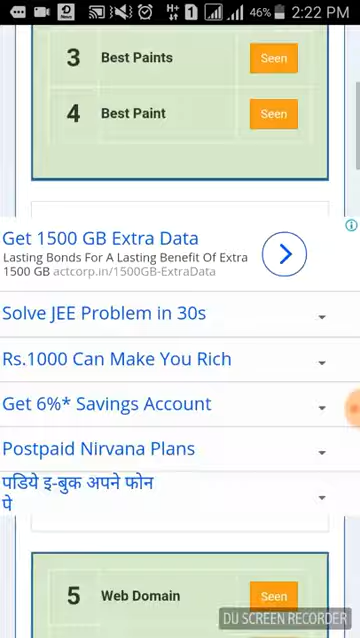 46% 2:22 PM
3 Best Paints Seen
4 Best Paint Seen
Get 1500 GB Extra Data
Lasting Bonds For A Lasting Benefit Of Extra
1500 GB actcorp.in/1500GB-ExtraData
Solve JEE Problem in 30s
Rs.1000 Can Make You Rich
Get 6%* Savings Account
Postpaid Nirvana Plans
पडिये इ-बुक अपने फोन
पे
5 Web Domain Seen
DU SCREEN RECORDER